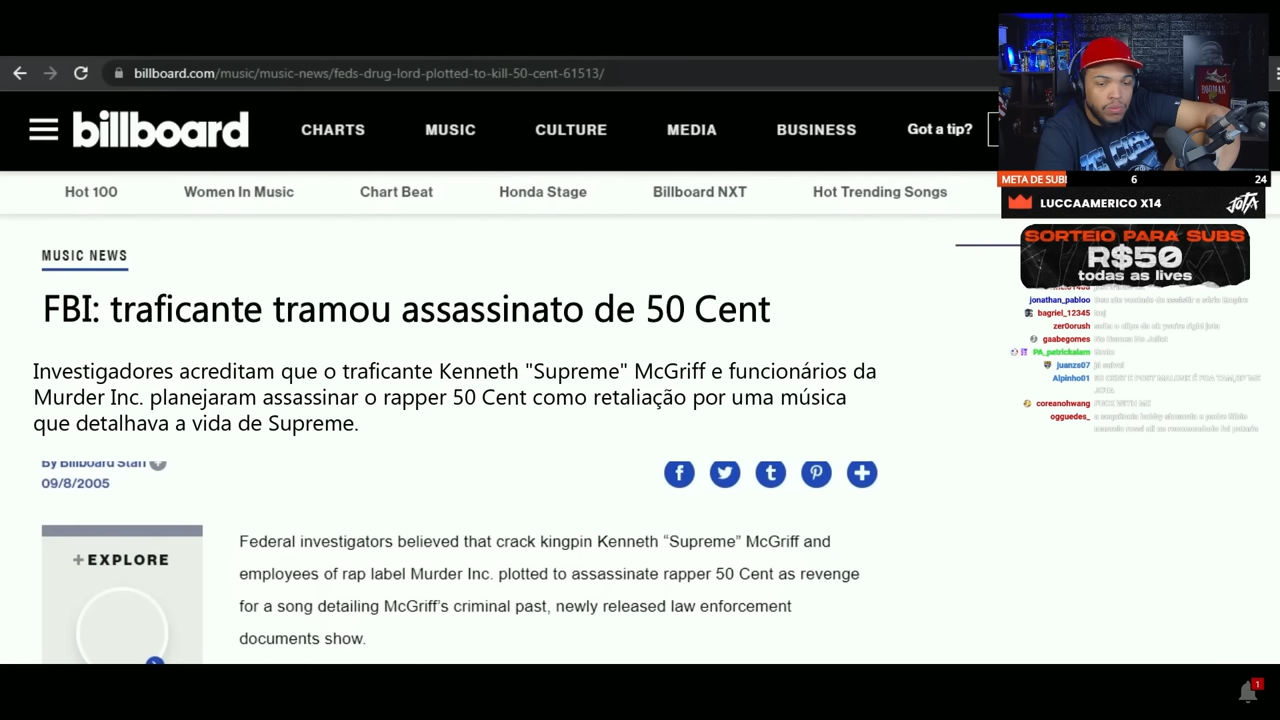 billboard.com/music/music-news/feds-drug-lord-plotted-to-kill-50-cent-61513/
billboard
CHARTS
MUSIC
CULTURE
MEDIA
BUSINESS
Got a tip?
Hot 100
Women In Music
Chart Beat
Honda Stage
Billboard NXT
Hot Trending Songs
MUSIC NEWS
FBI: traficante tramou assassinato de 50 Cent
Investigadores acreditam que o traficante Kenneth "Supreme" McGriff e funcionários da
Murder Inc. planejaram assassinar o rapper 50 Cent como retaliação por uma música
que detalhava a vida de Supreme.
By Billboard Staff
09/8/2005
+EXPLORE
Federal investigators believed that crack kingpin Kenneth “Supreme” McGriff and
employees of rap label Murder Inc. plotted to assassinate rapper 50 Cent as revenge
for a song detailing McGriff’s criminal past, newly released law enforcement
documents show.
META DE SUB
6
24
LUCCAAMERICO X14
JOTA
SORTEIO PARA SUBS
R$50
todas as lives
jonathan_pabloo
bagriel_12345
zer0orush
gaabegomes
PA_patrickalam
juanzs07
Alpinho01
coreanohwang FUCK WITH ME
ogguedes_
1